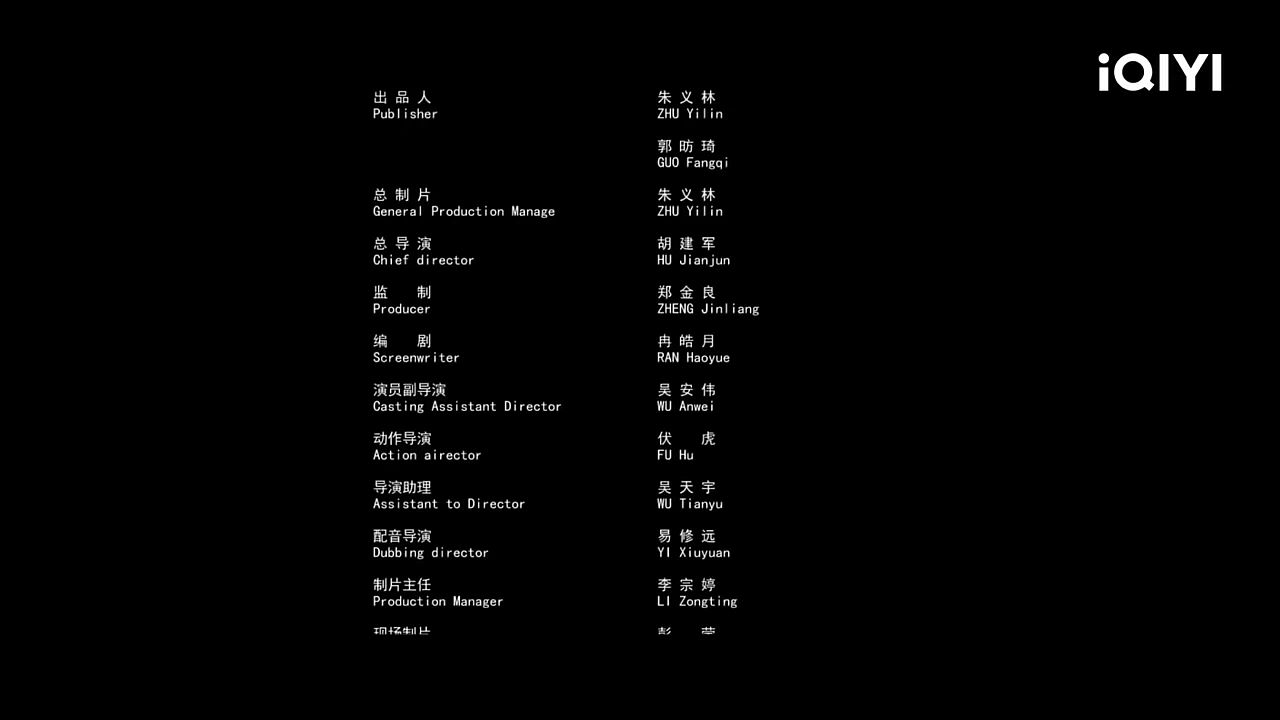 iQIYI
出品人 朱义林
Publisher ZHU Yilin
郭昉琦
GUO Fangqi
总制片 朱义林
General Production Manage ZHU Yilin
总导演 胡建军
Chief director HU Jianjun
监制 郑金良
Producer ZHENG Jinliang
编剧 冉皓月
Screenwriter RAN Haoyue
演员副导演 吴安伟
Casting Assistant Director WU Anwei
动作导演 伏虎
Action airector FU Hu
导演助理 吴天宇
Assistant to Director WU Tianyu
配音导演 易修远
Dubbing director YI Xiuyuan
制片主任 李宗婷
Production Manager LI Zongting
现场制片